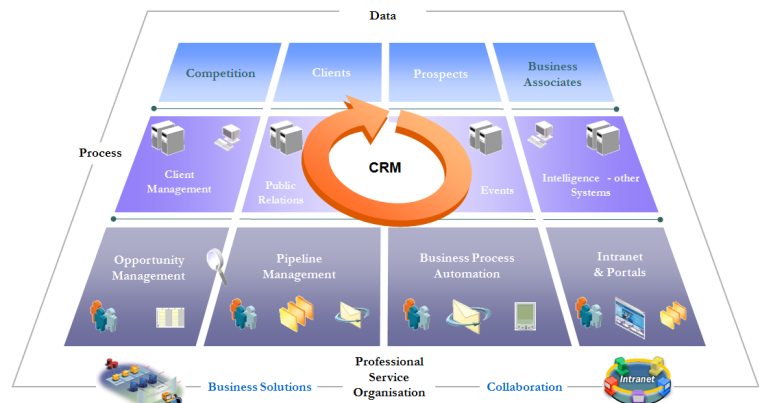 Data
Competition
Clients
Prospects
Business
Associates
Process
Client
Management
Public
Relations
CRM
Events
Intelligence - other
Systems
Opportunity
Management
Pipeline
Management
Business Process
Automation
Intranet
& Portals
Business Solutions
Professional
Service
Organisation
Collaboration
Intranet